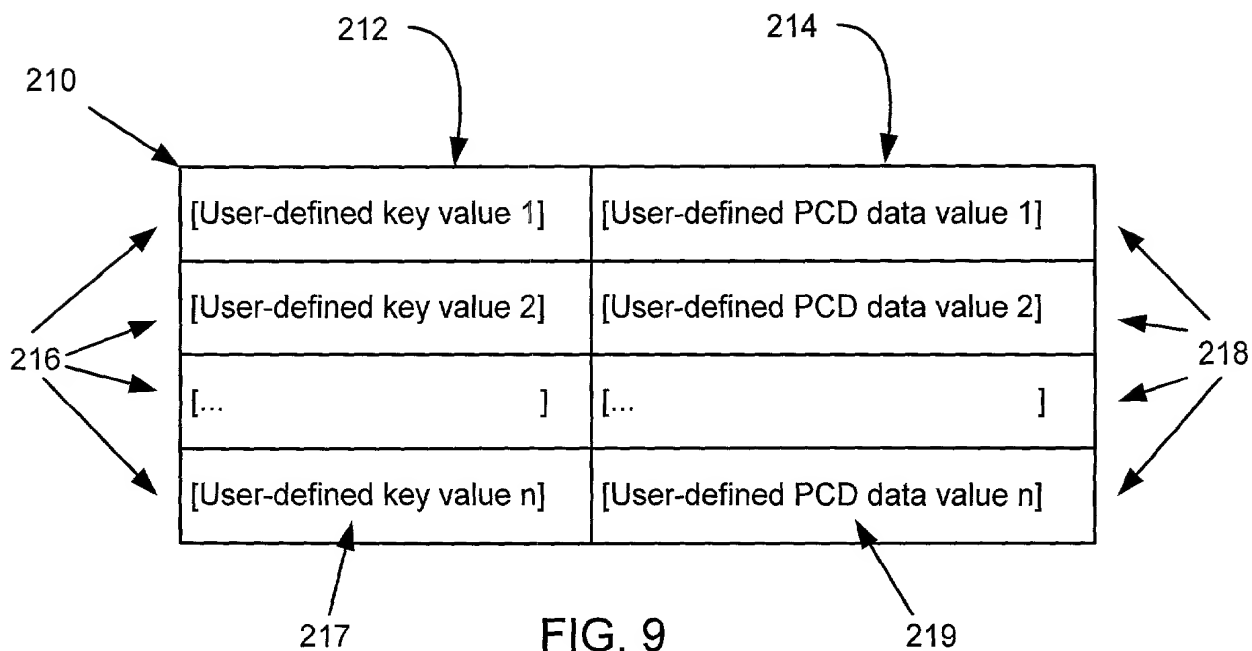 212
214
210
[User-defined key value 1]
[User-defined PCD data value 1]
[User-defined key value 2]
[User-defined PCD data value 2]
216
218
[... ]
[... ]
[User-defined key value n]
[User-defined PCD data value n]
217
FIG. 9
219